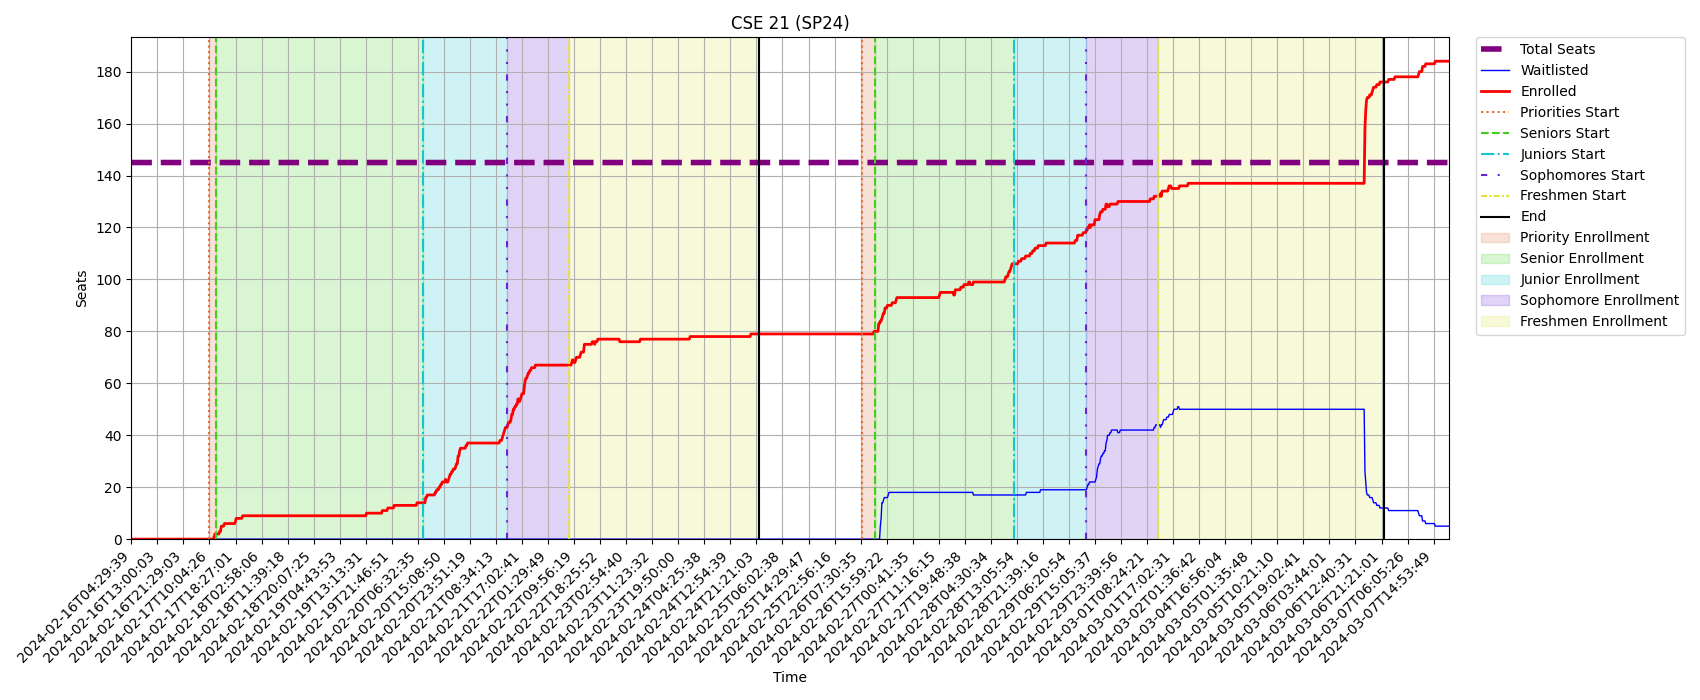 CSE 21 (SP24)
Seats
180
160
140
120
100
80
60
40
20
0
2024-02-16T04:29:39
2024-02-16T13:00:03
2024-02-16T21:29:03
2024-02-17T10:04:26
2024-02-17T18:27:01
2024-02-18T02:58:06
2024-02-18T11:39:18
2024-02-18T20:07:25
2024-02-19T04:43:53
2024-02-19T13:13:31
2024-02-19T21:46:51
2024-02-20T06:32:35
2024-02-20T15:08:50
2024-02-20T23:51:19
2024-02-21T08:34:13
2024-02-21T17:02:41
2024-02-22T01:29:49
2024-02-22T09:56:19
2024-02-22T18:25:52
2024-02-23T02:54:40
2024-02-23T11:23:32
2024-02-23T19:50:00
2024-02-24T04:25:38
2024-02-24T12:54:39
2024-02-24T21:21:03
2024-02-25T06:02:38
2024-02-25T14:29:47
2024-02-25T22:56:16
2024-02-26T07:30:35
2024-02-26T15:59:22
2024-02-27T00:41:35
2024-02-27T11:16:15
2024-02-27T19:48:38
2024-02-28T04:30:34
2024-02-28T13:05:54
2024-02-28T21:39:16
2024-02-29T06:20:54
2024-02-29T15:05:37
2024-02-29T23:39:56
2024-03-01T08:24:21
2024-03-01T17:02:31
2024-03-02T01:36:42
2024-03-04T16:56:04
2024-03-05T01:35:48
2024-03-05T10:21:10
2024-03-05T19:02:41
2024-03-06T03:44:01
2024-03-06T12:40:31
2024-03-06T21:21:01
2024-03-07T06:05:26
2024-03-07T14:53:49
Time
Total Seats
Waitlisted
Enrolled
Priorities Start
Seniors Start
Juniors Start
Sophomores Start
Freshmen Start
End
Priority Enrollment
Senior Enrollment
Junior Enrollment
Sophomore Enrollment
Freshmen Enrollment